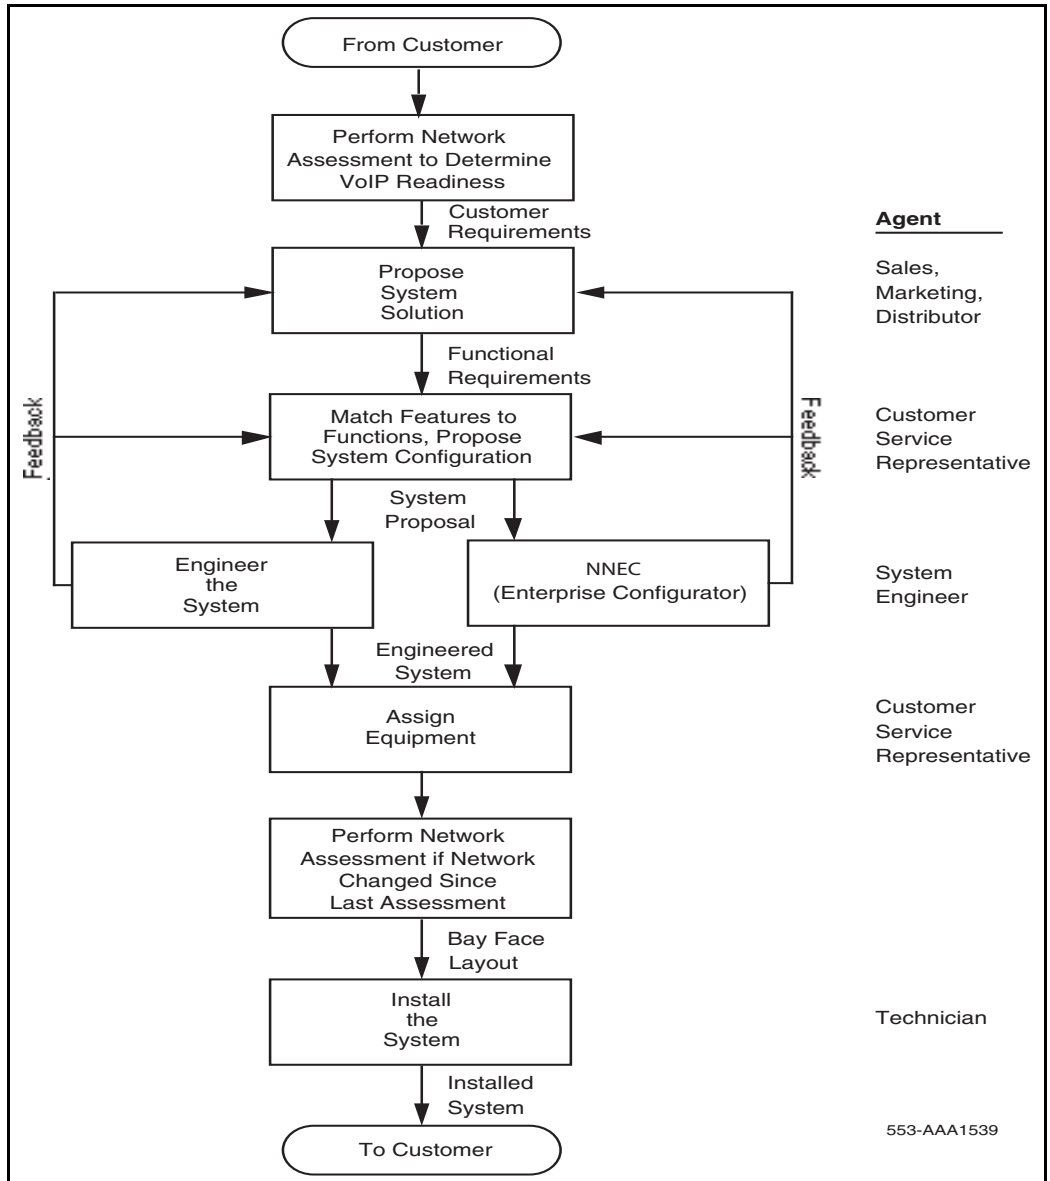 From Customer
Perform Network
Assessment to Determine
VoIP Readiness
Customer
Requirements
Agent
Propose
System
Solution
Sales,
Marketing,
Distributor
Functional
Requirements
Feedback
Match Features to
Functions, Propose
System Configuration
Feedback
Customer
Service
Representative
System
Proposal
Engineer
the
System
NNEC
(Enterprise Configurator)
System
Engineer
Engineered
System
Assign
Equipment
Customer
Service
Representative
Perform Network
Assessment if Network
Changed Since
Last Assessment
Bay Face
Layout
Install
the
System
Technician
Installed
System
To Customer
553-AAA1539